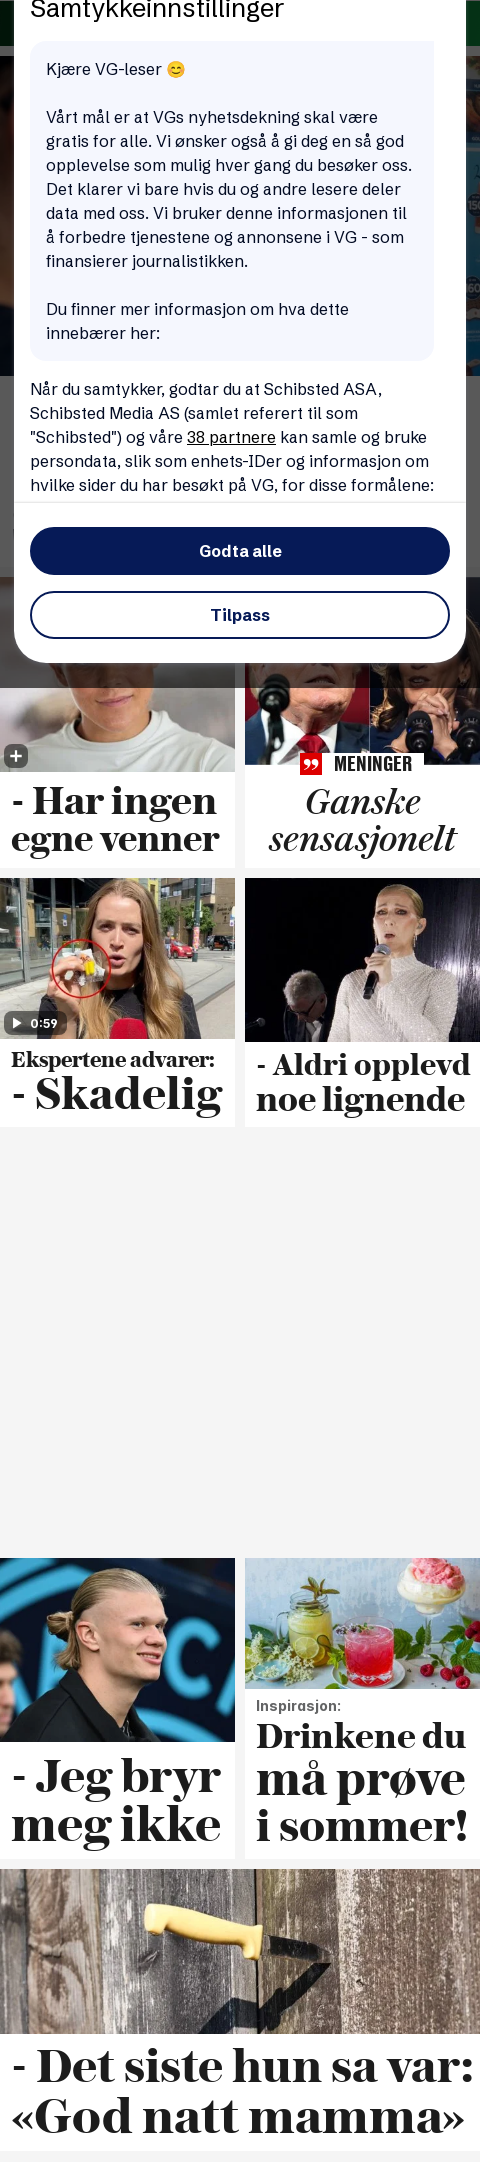 Samtykkeinnstillinger
Kjære VG-leser 😊
Vårt mål er at VGs nyhetsdekning skal være
gratis for alle. Vi ønsker også å gi deg en så god
opplevelse som mulig hver gang du besøker oss.
Det klarer vi bare hvis du og andre lesere deler
data med oss. Vi bruker denne informasjonen til
å forbedre tjenestene og annonsene i VG - som
finansierer journalistikken.
Du finner mer informasjon om hva dette
innebærer her:
Når du samtykker, godtar du at Schibsted ASA,
Schibsted Media AS (samlet referert til som
"Schibsted") og våre 38 partnere kan samle og bruke
persondata, slik som enhets-IDer og informasjon om
hvilke sider du har besøkt på VG, for disse formålene:
Godta alle
Tilpass
- Har ingen
egne venner
MENINGER
Ganske
sensasjonelt
0:59
Ekspertene advarer:
- Skadelig
- Aldri opplevd
noe lignende
- Jeg bryr
meg ikke
Inspirasjon:
Drinkene du
må prøve
i sommer!
- Det siste hun sa var:
«God natt mamma»